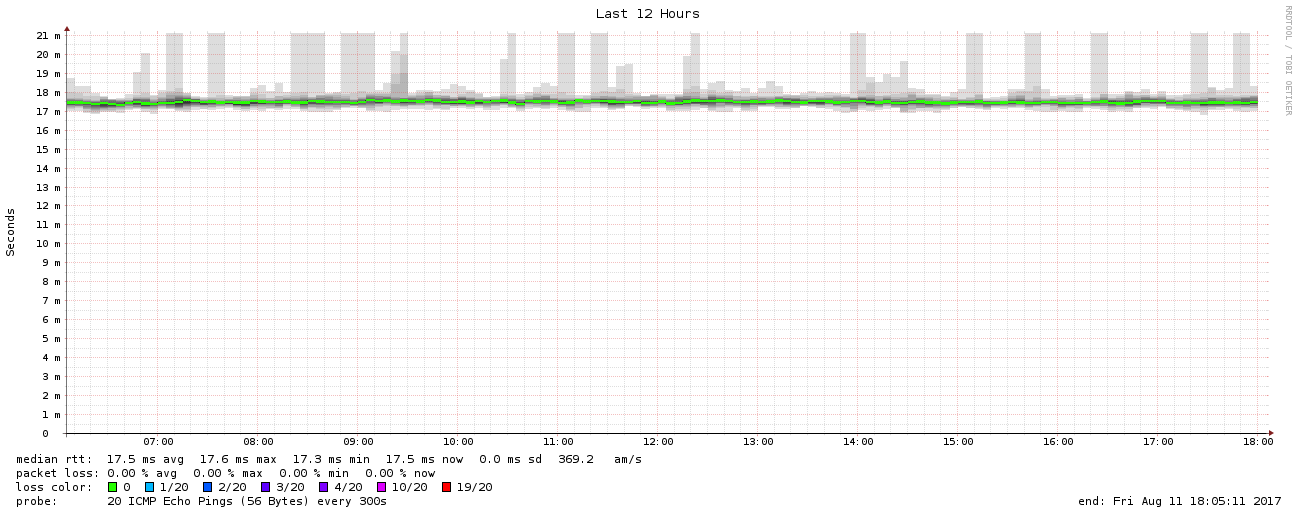 Last 12 Hours
RRDTOOL / TOBI OETIKER
21 m
20 m
19 m
18 m
17 m
16 m
15 m
14 m
13 m
12 m
11 m
10 m
9 m
8 m
7 m
6 m
5 m
4 m
3 m
2 m
1 m
0
Seconds
07:00 08:00 09:00 10:00 11:00 12:00 13:00 14:00 15:00 16:00 17:00 18:00
median rtt: 17.5 ms avg 17.6 ms max 17.3 ms min 17.5 ms now 0.0 ms sd 369.2 am/s
packet loss: 0.00 % avg 0.00 % max 0.00 % min 0.00 % now
loss color: 0 1/20 2/20 3/20 4/20 10/20 19/20
probe: 20 ICMP Echo Pings (56 Bytes) every 300s end: Fri Aug 11 18:05:11 2017